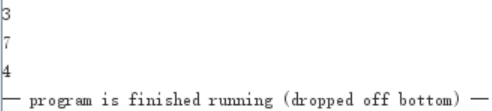 3
7
4
— program is finished running (dropped off bottom) —